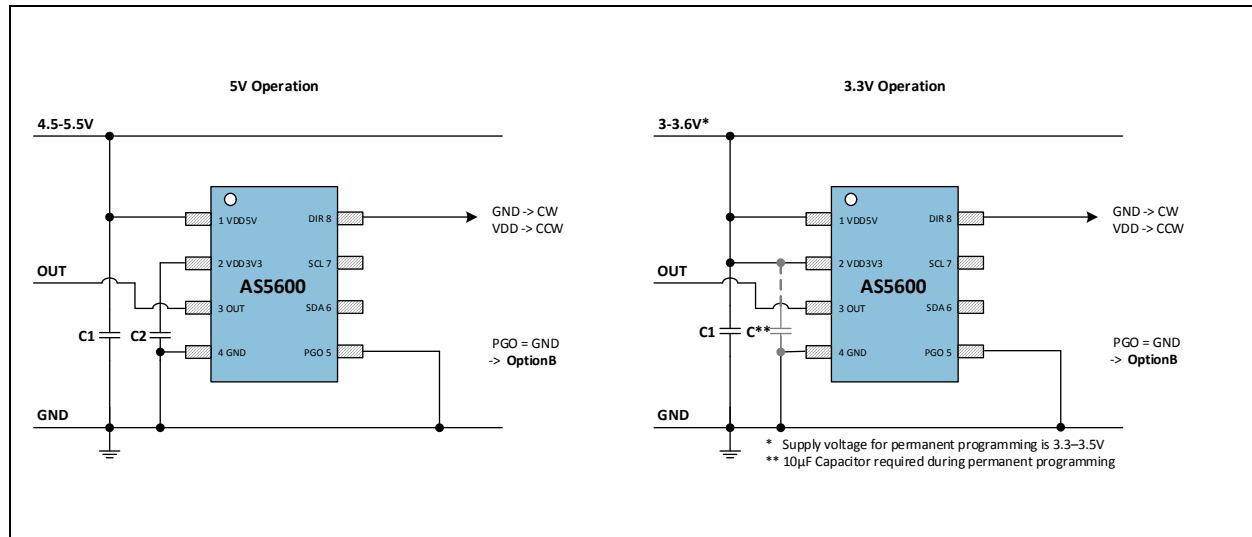 5V Operation
4.5-5.5V
1 VDD5V
DIR 8
GND -> CW
VDD -> CCW
2 VDD3V3
SCL 7
OUT
AS5600
3 OUT
SDA 6
C1
C2
4 GND
PGO 5
PGO = GND
-> OptionB
GND
3.3V Operation
3-3.6V*
1 VDD5V
DIR 8
GND -> CW
VDD -> CCW
2 VDD3V3
SCL 7
OUT
AS5600
3 OUT
SDA 6
C1
C**
4 GND
PGO 5
PGO = GND
-> OptionB
GND
* Supply voltage for permanent programming is 3.3–3.5V
** 10µF Capacitor required during permanent programming